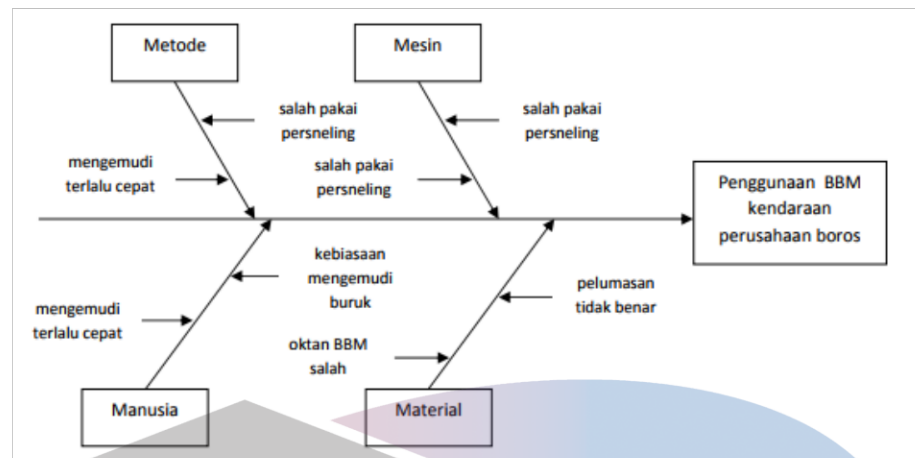 Metode
Mesin
salah pakai
persneling
salah pakai
persneling
mengemudi
terlalu cepat
salah pakai
persneling
Penggunaan BBM
kendaraan
perusahaan boros
kebiasaan
mengemudi
buruk
pelumasan
tidak benar
mengemudi
terlalu cepat
oktan BBM
salah
Manusia
Material